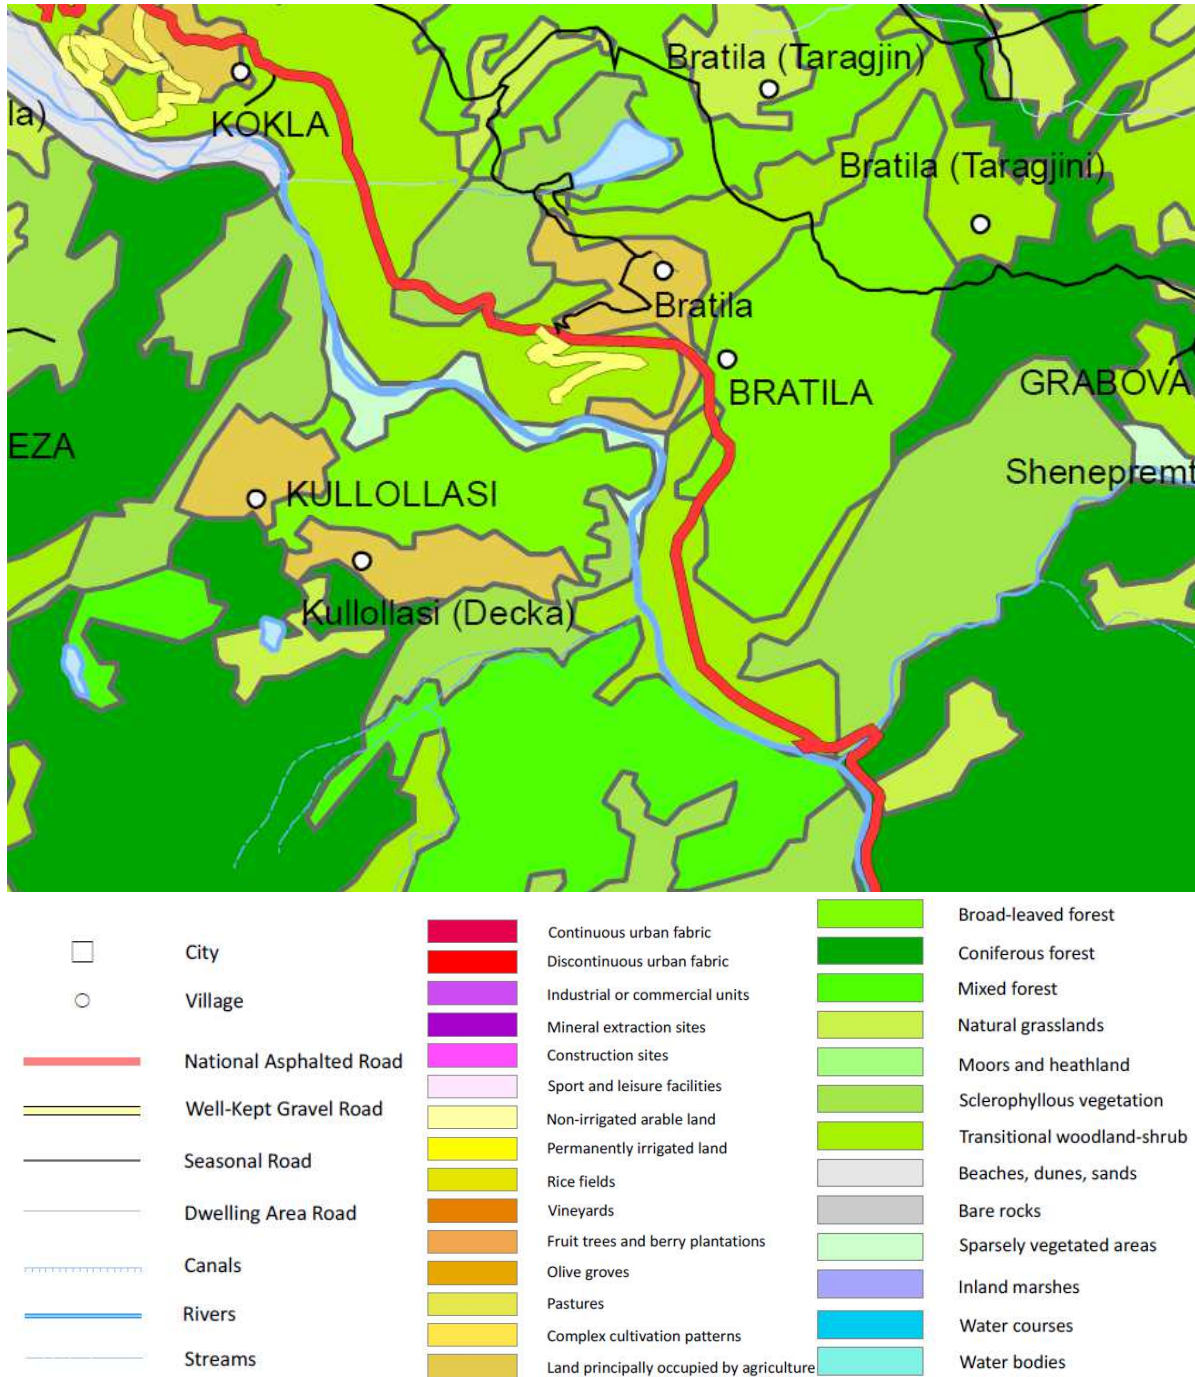 Bratila (Taragjin)
la)
KOKLA
Bratila (Taragjini)
Bratila
BRATILA
GRABOVA
EZA
Shenepremt
KULLOLLASI
Kullollasi (Decka)
City
Village
National Asphalted Road
Well-Kept Gravel Road
Seasonal Road
Dwelling Area Road
Canals
Rivers
Streams
Continuous urban fabric
Discontinuous urban fabric
Industrial or commercial units
Mineral extraction sites
Construction sites
Sport and leisure facilities
Non-irrigated arable land
Permanently irrigated land
Rice fields
Vineyards
Fruit trees and berry plantations
Olive groves
Pastures
Complex cultivation patterns
Land principally occupied by agriculture
Broad-leaved forest
Coniferous forest
Mixed forest
Natural grasslands
Moors and heathland
Sclerophyllous vegetation
Transitional woodland-shrub
Beaches, dunes, sands
Bare rocks
Sparsely vegetated areas
Inland marshes
Water courses
Water bodies